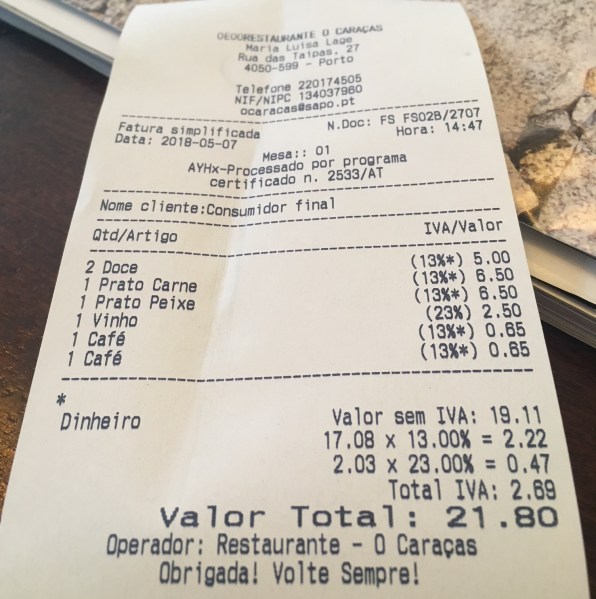 OEOORESTAURANTE O CARAÇAS
Maria Luisa Lage
Rua das Taipas, 27
4050-599 - Porto
Telefone 220174505
NIF/NIPC 134037960
ocaracas@sapo.pt
Fatura simplificada N.Doc: FS FS02B/2707
Data: 2018-05-07 Hora: 14:47
Mesa:: 01
AYHx-Processado por programa
certificado n. 2533/AT
Nome cliente:Consumidor final
Qtd/Artigo IVA/Valor
2 Doce (13%*) 5.00
1 Prato Carne (13%*) 6.50
1 Prato Peixe (13%*) 6.50
1 Vinho (23%) 2.50
1 Café (13%*) 0.65
1 Café (13%*) 0.65
*
Dinheiro Valor sem IVA: 19.11
17.08 x 13.00% = 2.22
2.03 x 23.00% = 0.47
Total IVA: 2.69
Valor Total: 21.80
Operador: Restaurante - O Caraças
Obrigada! Volte Sempre!